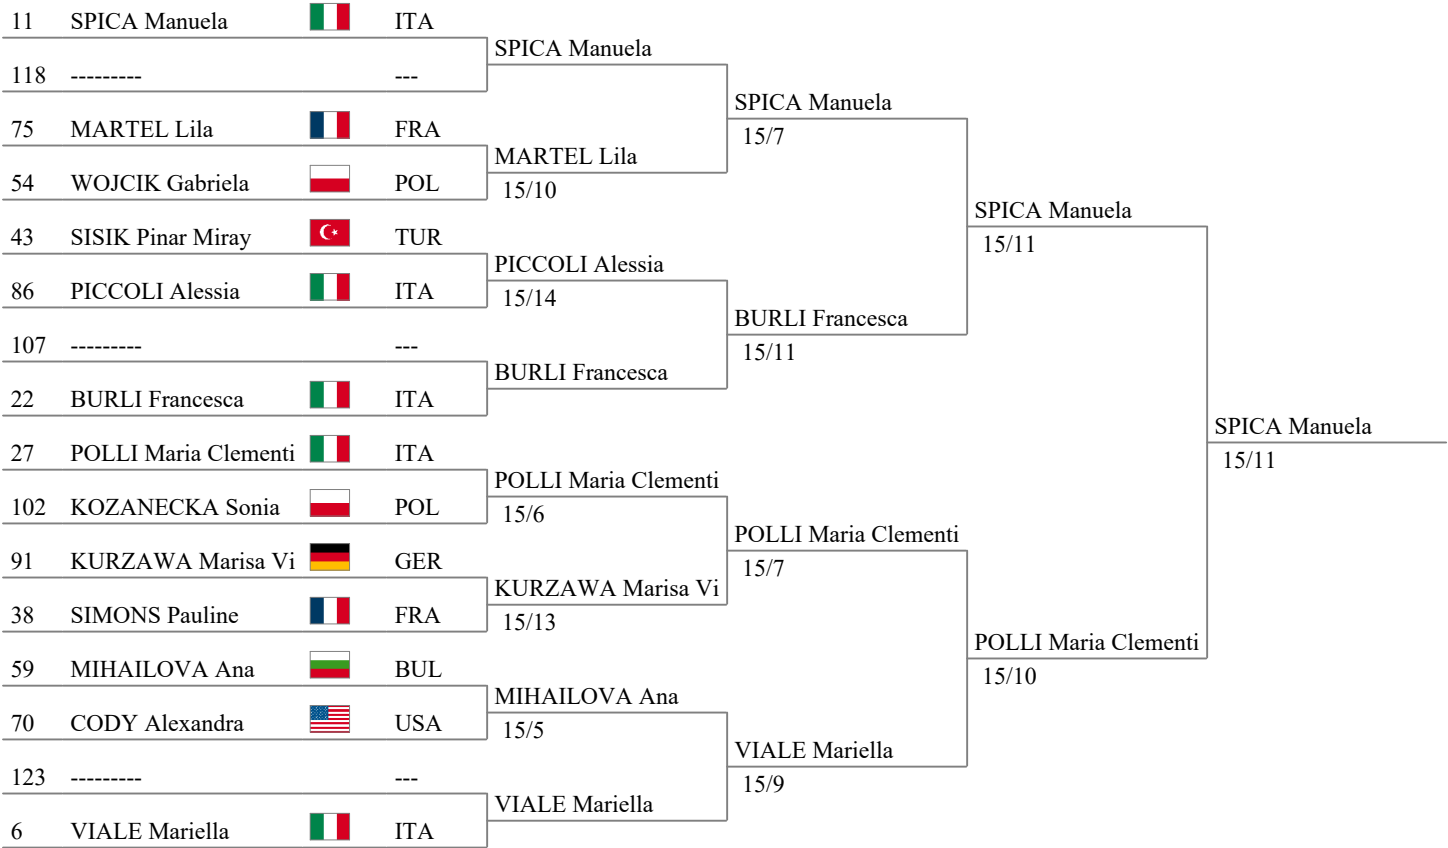 11 SPICA Manuela ITA
118 --------- ---
75 MARTEL Lila FRA
54 WOJCIK Gabriela POL
43 SISIK Pinar Miray TUR
86 PICCOLI Alessia ITA
107 --------- ---
22 BURLI Francesca ITA
27 POLLI Maria Clementi ITA
102 KOZANECKA Sonia POL
91 KURZAWA Marisa Vi GER
38 SIMONS Pauline FRA
59 MIHAILOVA Ana BUL
70 CODY Alexandra USA
123 --------- ---
6 VIALE Mariella ITA
SPICA Manuela
MARTEL Lila
15/10
PICCOLI Alessia
15/14
BURLI Francesca
POLLI Maria Clementi
15/6
KURZAWA Marisa Vi
15/13
MIHAILOVA Ana
15/5
VIALE Mariella
SPICA Manuela
15/7
BURLI Francesca
15/11
POLLI Maria Clementi
15/7
VIALE Mariella
15/9
SPICA Manuela
15/11
POLLI Maria Clementi
15/10
SPICA Manuela
15/11